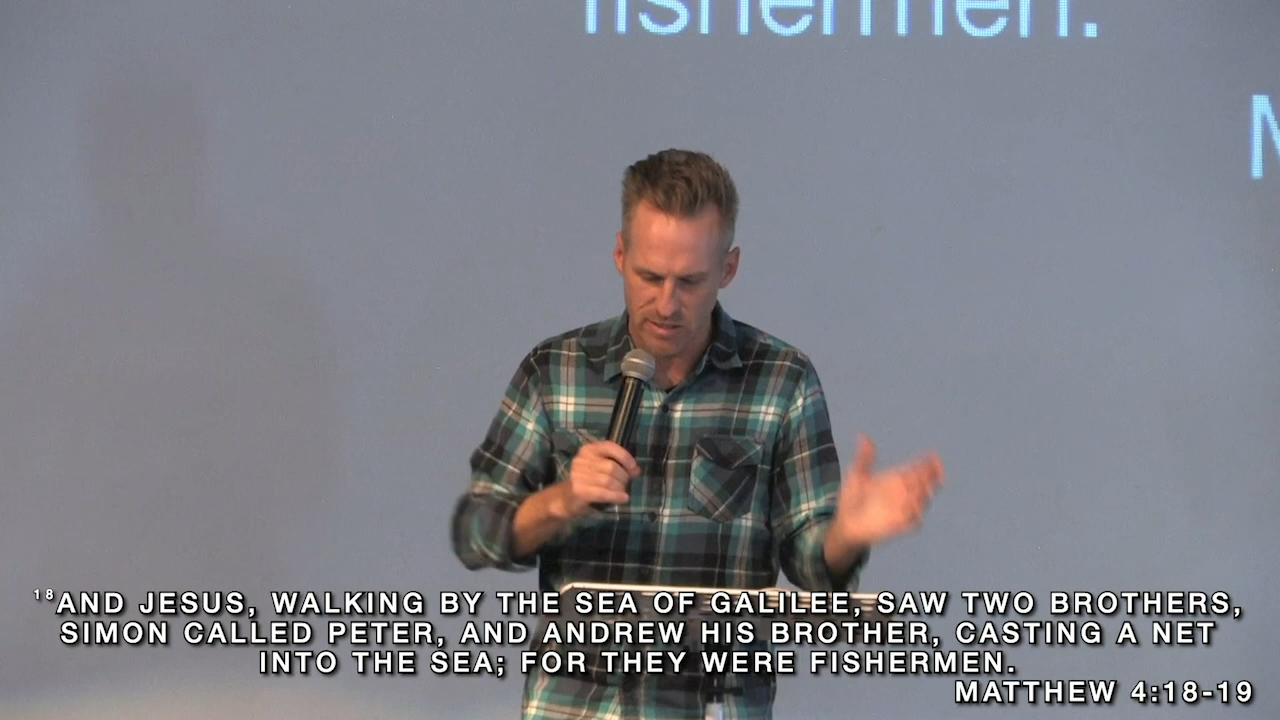 fishermen.
M
¹⁸AND JESUS, WALKING BY THE SEA OF GALILEE, SAW TWO BROTHERS,
SIMON CALLED PETER, AND ANDREW HIS BROTHER, CASTING A NET
INTO THE SEA; FOR THEY WERE FISHERMEN.
MATTHEW 4:18-19